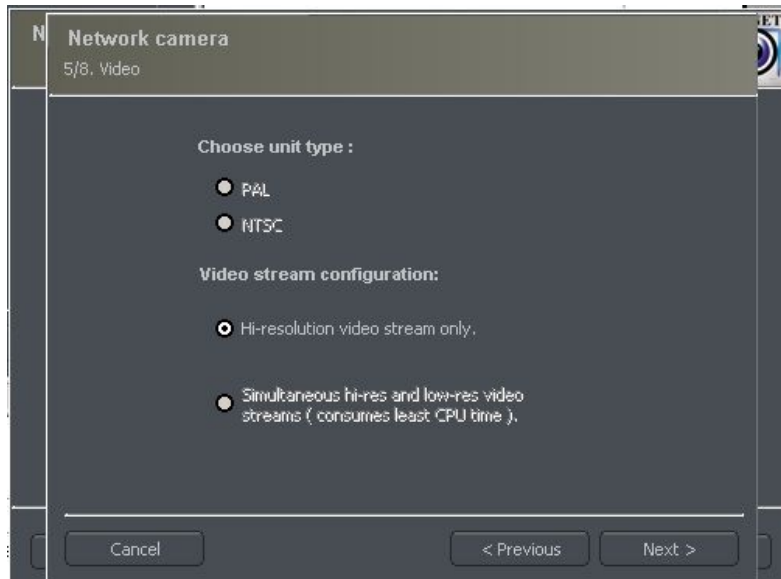 N
Network camera
5/8. Video
Choose unit type :
PAL
NTSC
Video stream configuration:
Hi-resolution video stream only.
Simultaneous hi-res and low-res video
streams ( consumes least CPU time ).
Cancel
< Previous
Next >